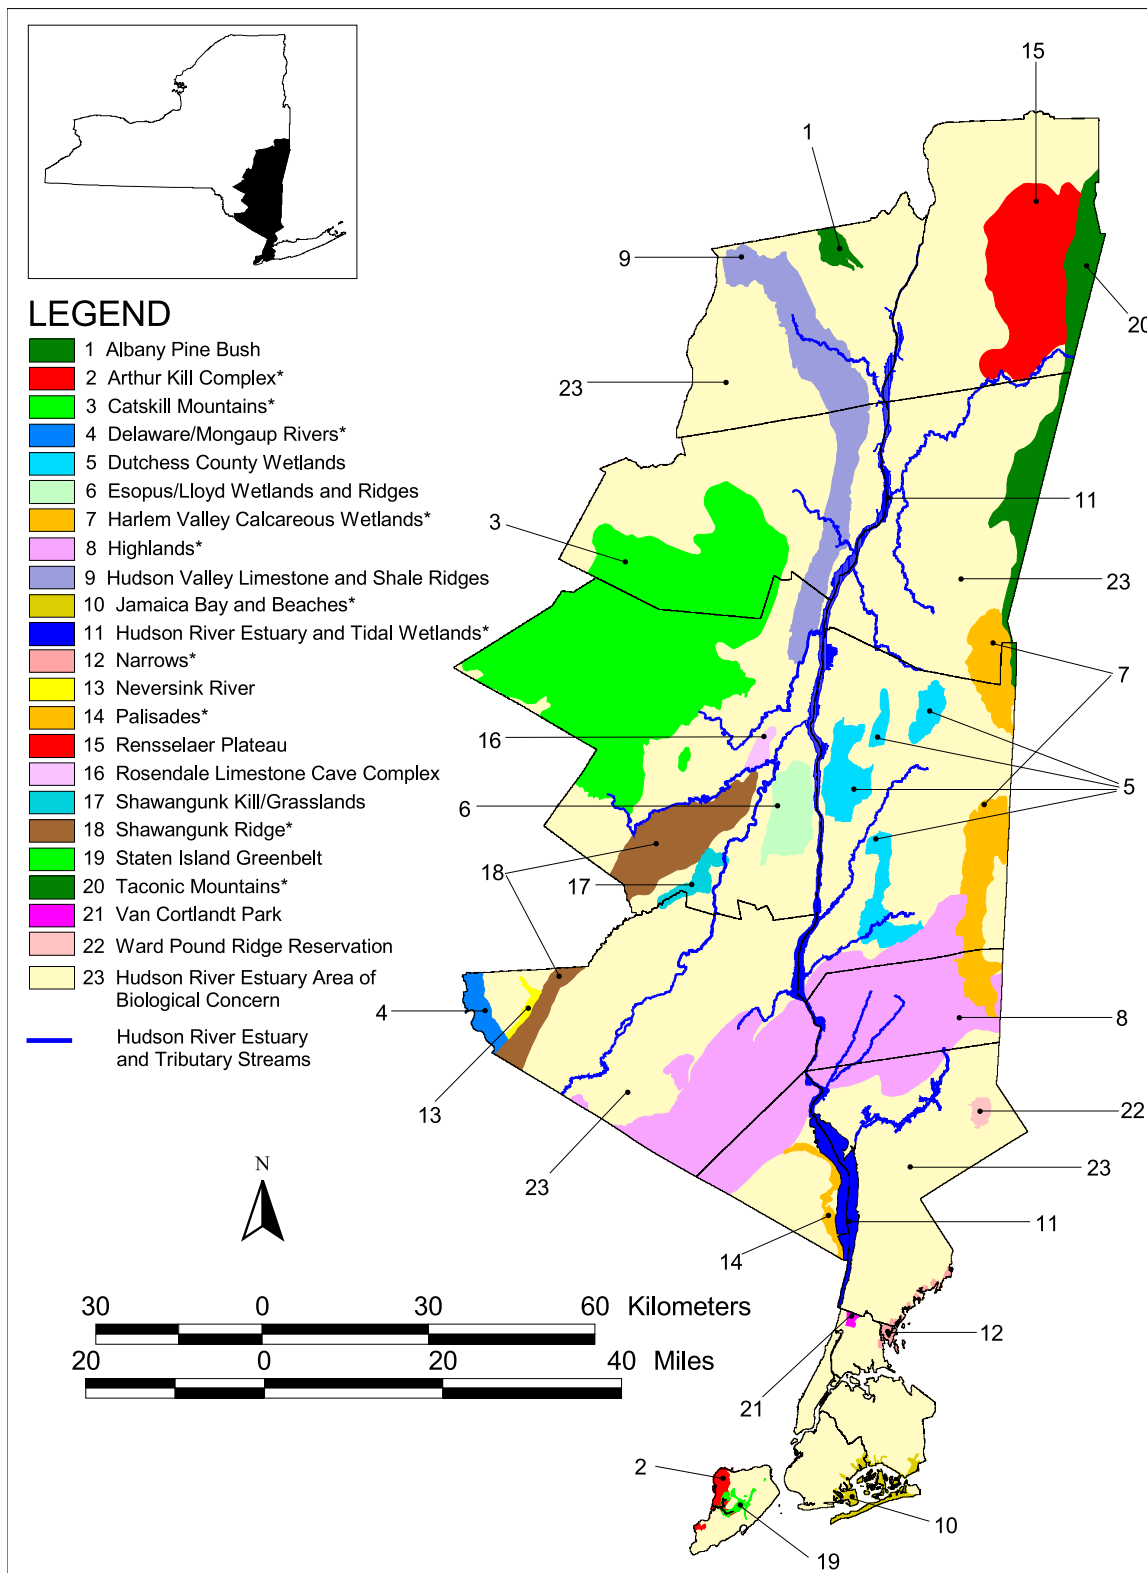 15
1
9
20
LEGEND
1 Albany Pine Bush
2 Arthur Kill Complex*
3 Catskill Mountains*
4 Delaware/Mongaup Rivers*
5 Dutchess County Wetlands
6 Esopus/Lloyd Wetlands and Ridges
7 Harlem Valley Calcareous Wetlands*
8 Highlands*
9 Hudson Valley Limestone and Shale Ridges
10 Jamaica Bay and Beaches*
11 Hudson River Estuary and Tidal Wetlands*
12 Narrows*
13 Neversink River
14 Palisades*
15 Rensselaer Plateau
16 Rosendale Limestone Cave Complex
17 Shawangunk Kill/Grasslands
18 Shawangunk Ridge*
19 Staten Island Greenbelt
20 Taconic Mountains*
21 Van Cortlandt Park
22 Ward Pound Ridge Reservation
23 Hudson River Estuary Area of
Biological Concern
Hudson River Estuary
and Tributary Streams
23
11
3
23
7
16
5
6
18
17
4
8
13
22
23
23
11
14
N
30 0 30 60 Kilometers
20 0 20 40 Miles
12
21
2
10
19